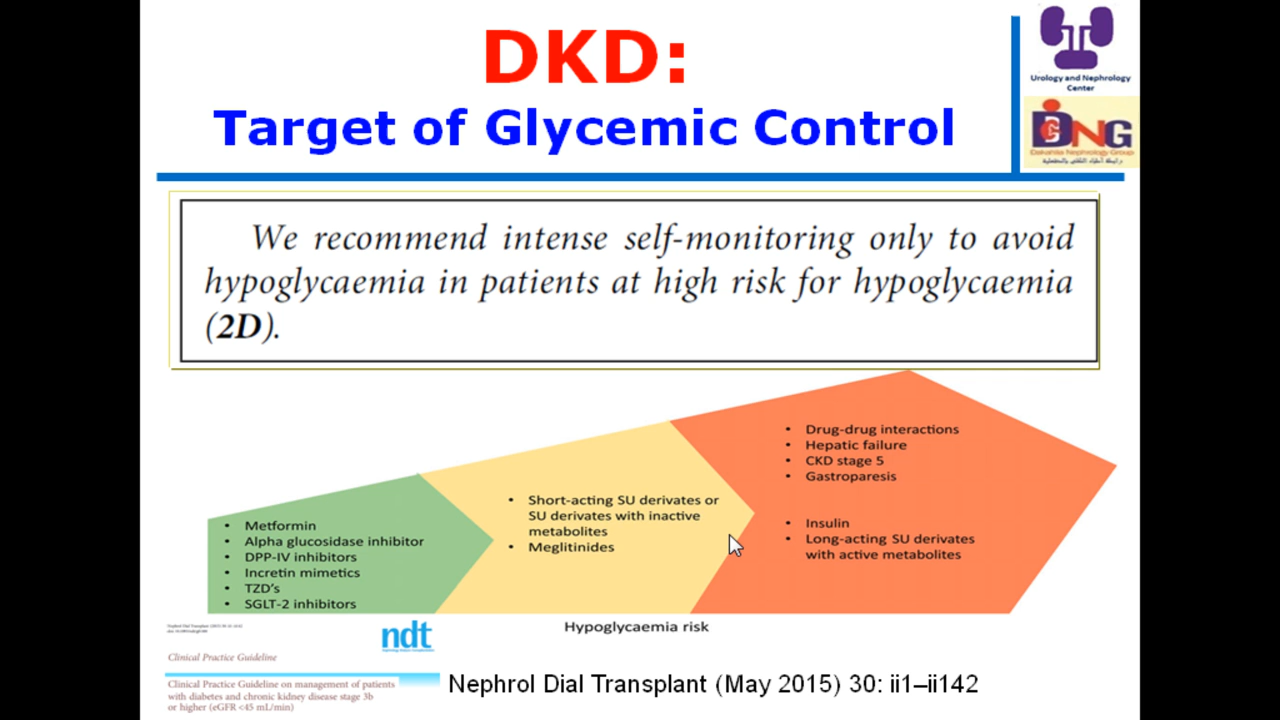 DKD:
Target of Glycemic Control
Urology and Nephrology
Center
DNG
Dakahlia Nephrology Group
We recommend intense self-monitoring only to avoid
hypoglycaemia in patients at high risk for hypoglycaemia
(2D).
• Metformin
• Alpha glucosidase inhibitor
• DPP-IV inhibitors
• Incretin mimetics
• TZD's
• SGLT-2 inhibitors
• Short-acting SU derivates or
SU derivates with inactive
metabolites
• Meglitinides
• Drug-drug interactions
• Hepatic failure
• CKD stage 5
• Gastroparesis
• Insulin
• Long-acting SU derivates
with active metabolites
Hypoglycaemia risk
ndt
Clinical Practice Guideline
Clinical Practice Guideline on management of patients
with diabetes and chronic kidney disease stage 3b
or higher (eGFR <45 mL/min)
Nephrol Dial Transplant (May 2015) 30: ii1–ii142